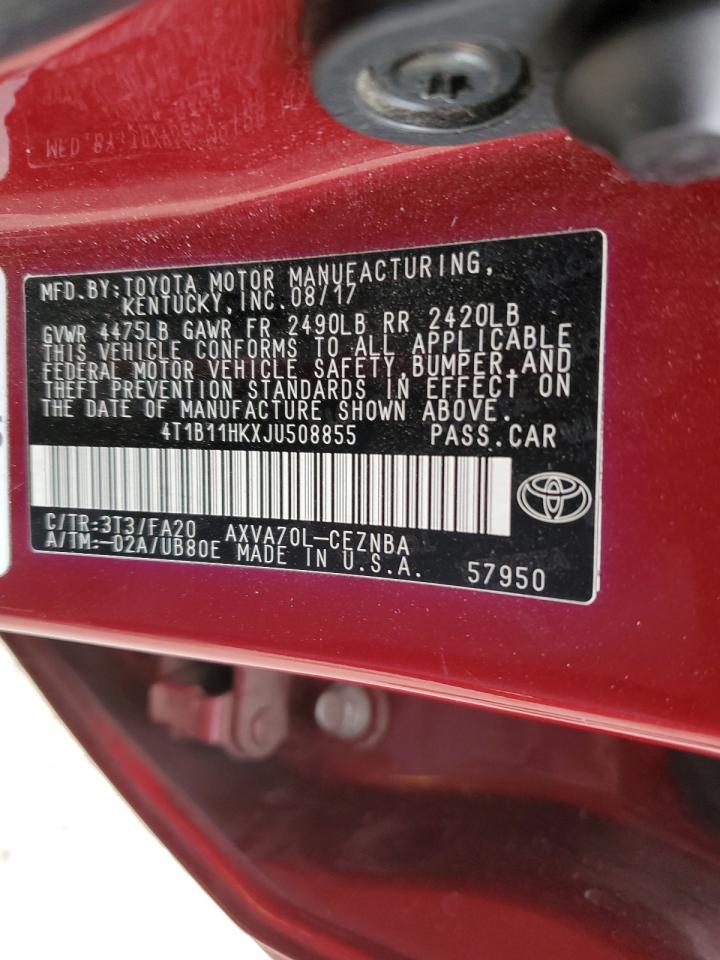 MFD.BY:TOYOTA MOTOR MANUFACTURING,
KENTUCKY,INC.08/17
GVWR 4475LB GAWR FR 2490LB RR 2420LB
THIS VEHICLE CONFORMS TO ALL APPLICABLE
FEDERAL MOTOR VEHICLE SAFETY,BUMPER,AND
THEFT PREVENTION STANDARDS IN EFFECT ON
THE DATE OF MANUFACTURE SHOWN ABOVE.
4T1B11HKXJU508855 PASS.CAR
C/TR:3T3/FA20 AXVA70L-CEZNBA
A/TM:-02A/UB80E MADE IN U.S.A. 57950